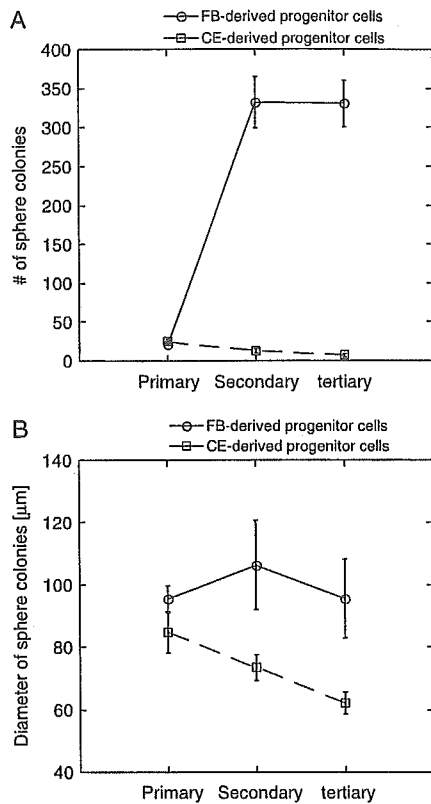 A
FB-derived progenitor cells
CE-derived progenitor cells
# of sphere colonies
400
350
300
250
200
150
100
50
0
Primary Secondary tertiary
B
FB-derived progenitor cells
CE-derived progenitor cells
Diameter of sphere colonies [µm]
140
120
100
80
60
40
Primary Secondary tertiary